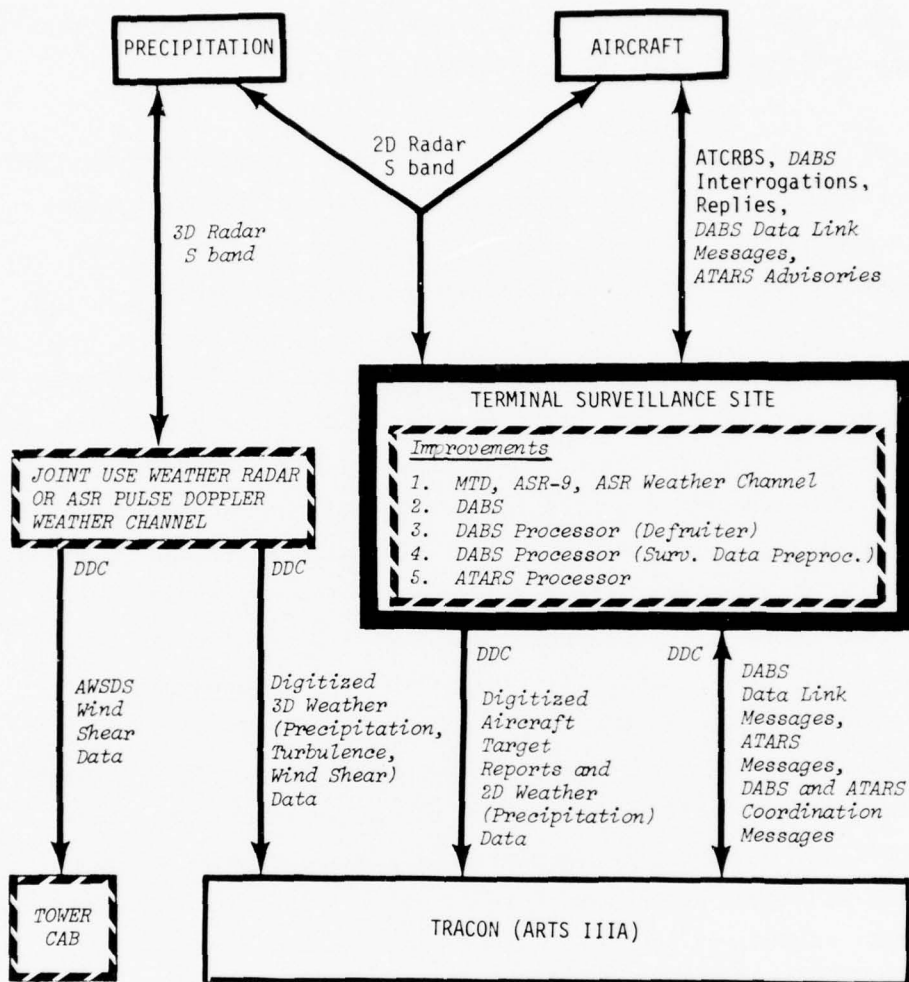 PRECIPITATION
AIRCRAFT
2D Radar
S band
ATCRBS, DABS
Interrogations,
Replies,
DABS Data Link
Messages,
ATARS Advisories
3D Radar
S band
TERMINAL SURVEILLANCE SITE
Improvements
1. MTD, ASR-9, ASR Weather Channel
2. DABS
3. DABS Processor (Defruiter)
4. DABS Processor (Surv. Data Preproc.)
5. ATARS Processor
JOINT USE WEATHER RADAR
OR ASR PULSE DOPPLER
WEATHER CHANNEL
DDC
AWSDS
Wind
Shear
Data
DDC
Digitized
3D Weather
(Precipitation,
Turbulence,
Wind Shear)
Data
DDC
Digitized
Aircraft
Target
Reports and
2D Weather
(Precipitation)
Data
DDC
DABS
Data Link
Messages,
ATARS
Messages,
DABS and ATARS
Coordination
Messages
TOWER
CAB
TRACON (ARTS IIIA)